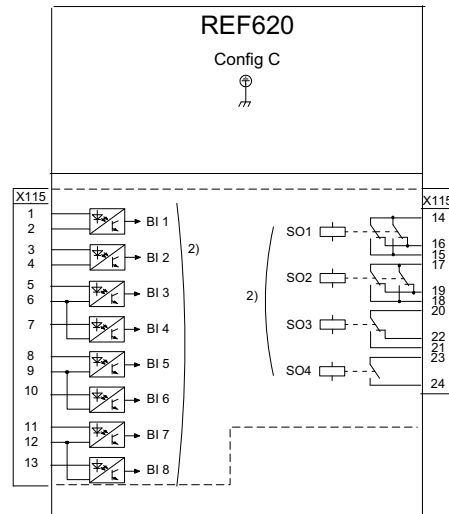 REF620
Config C
X115
1
2
BI 1
3
4
BI 2
5
6
BI 3
7
BI 4
8
9
BI 5
10
BI 6
11
12
BI 7
13
BI 8
2)
X115
SO1
14
16
15
SO2
17
19
18
SO3
20
22
21
SO4
23
24
2)